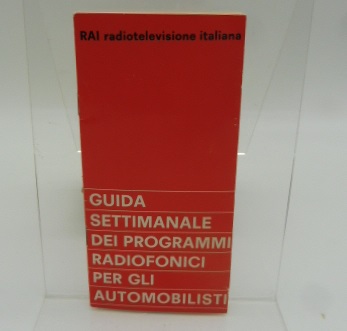 RAI radiotelevisione italiana
GUIDA
SETTIMANALE
DEI PROGRAMMI
RADIOFONICI
PER GLI
AUTOMOBILISTI